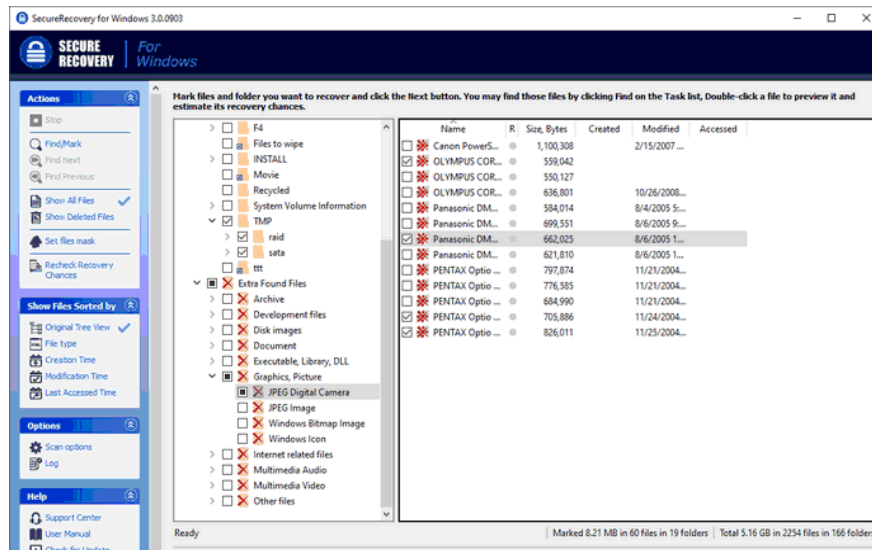 SecureRecovery for Windows 3.0.0903
SECURE
RECOVERY
For
Windows
Mark files and folder you want to recover and click the Next button. You may find those files by clicking Find on the Task list, Double-click a file to preview it and
estimate its recovery chances.
Actions
Stop
Find/Mark
Find Next
Find Previous
Show All Files
Show Deleted Files
Set files mask
Recheck Recovery
Chances
Show Files Sorted by
Original Tree View
File type
Creation Time
Modification Time
Last Accessed Time
Options
Scan options
Log
Help
Support Center
User Manual
Check for Update
F4
Files to wipe
INSTALL
Movie
Recycled
System Volume Information
TMP
raid
sata
ttt
Extra Found Files
Archive
Development files
Disk images
Document
Executable, Library, DLL
Graphics, Picture
JPEG Digital Camera
JPEG Image
Windows Bitmap Image
Windows Icon
Internet related files
Multimedia Audio
Multimedia Video
Other files
Name R Size, Bytes Created Modified Accessed
Canon PowerS... 1,100,308 2/15/2007 ...
OLYMPUS COR... 559,042
OLYMPUS COR... 550,127
OLYMPUS COR... 636,801 10/26/2008...
Panasonic DM... 584,014 8/4/2005 5:...
Panasonic DM... 699,551 8/6/2005 9:...
Panasonic DM... 662,025 8/6/2005 1...
Panasonic DM... 621,810 8/6/2005 1...
PENTAX Optio ... 797,874 11/21/2004...
PENTAX Optio ... 776,585 11/21/2004...
PENTAX Optio ... 684,990 11/21/2004...
PENTAX Optio ... 705,886 11/24/2004...
PENTAX Optio ... 826,011 11/25/2004...
Ready
Marked 8.21 MB in 60 files in 19 folders
Total 5.16 GB in 2254 files in 166 folders